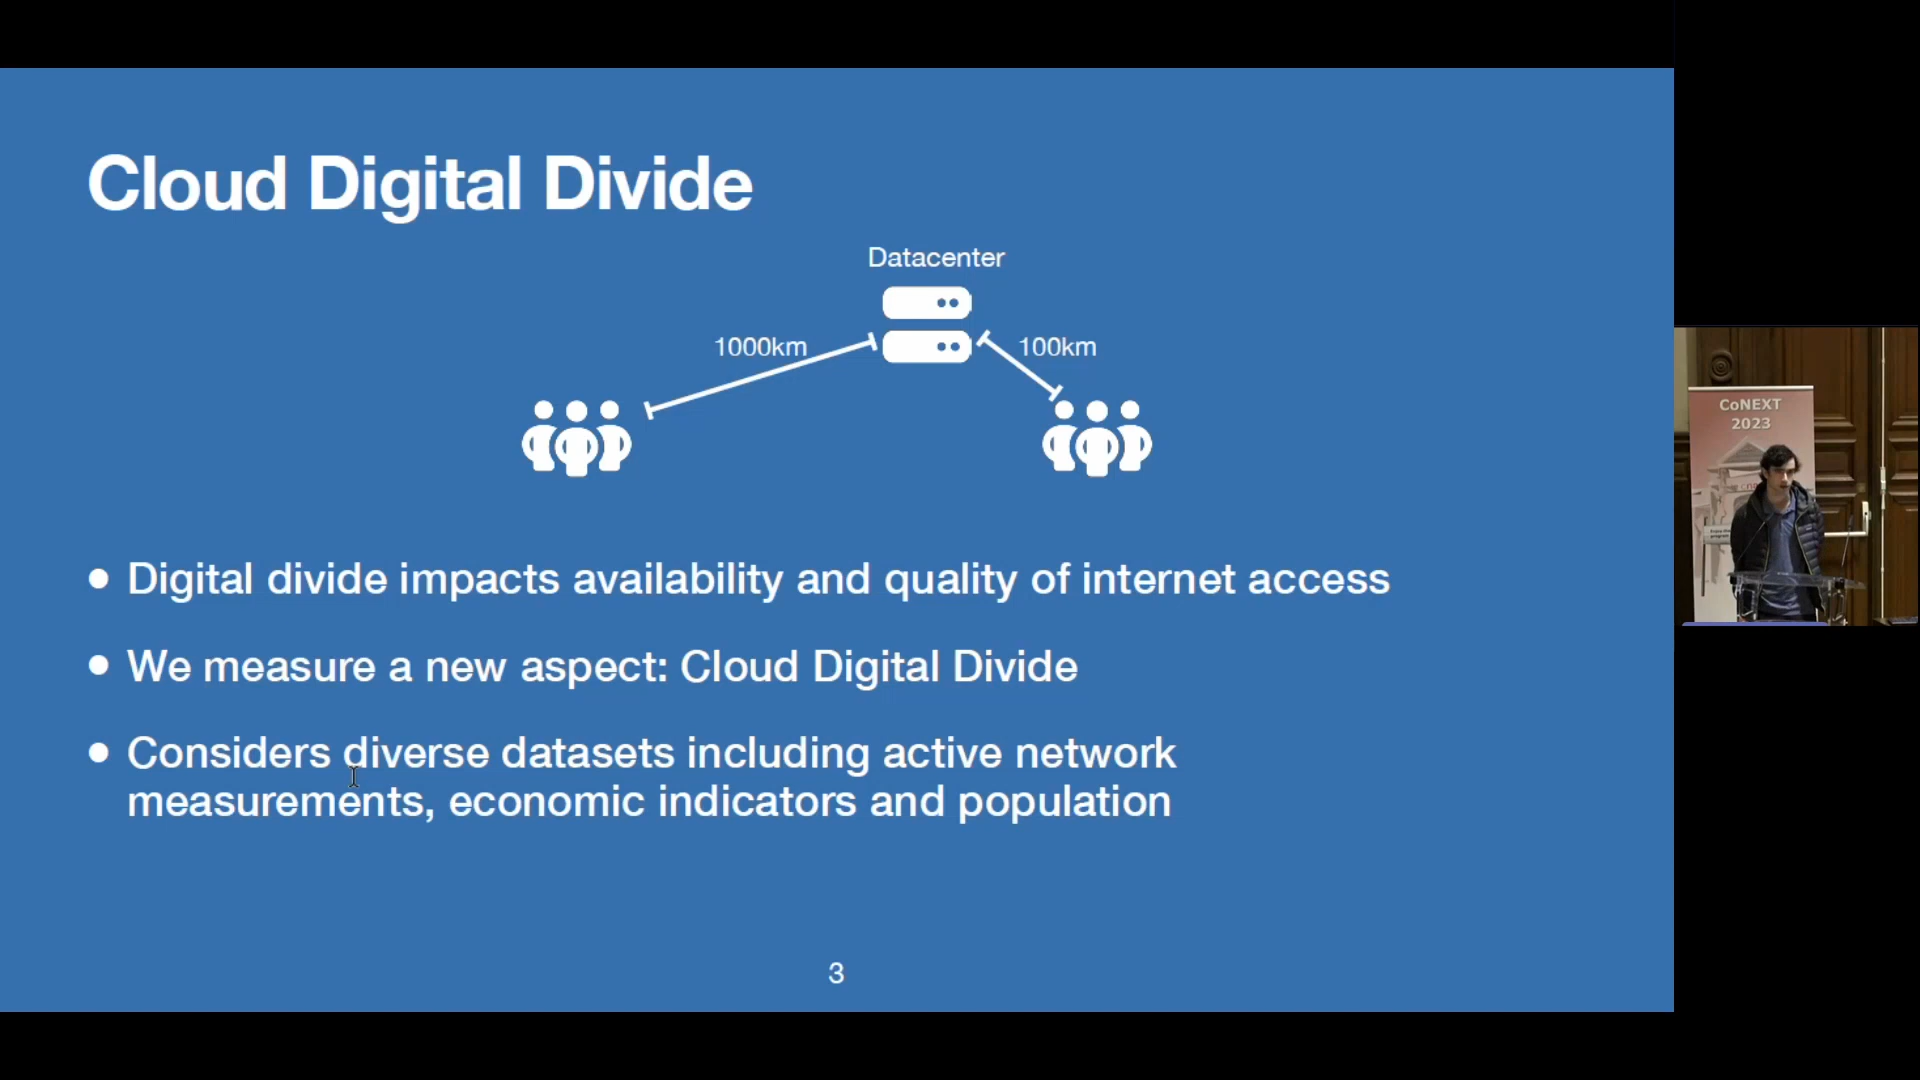 Cloud Digital Divide
Datacenter
1000km
100km
● Digital divide impacts availability and quality of internet access
● We measure a new aspect: Cloud Digital Divide
● Considers diverse datasets including active network
measurements, economic indicators and population
3
CoNEXT
2023